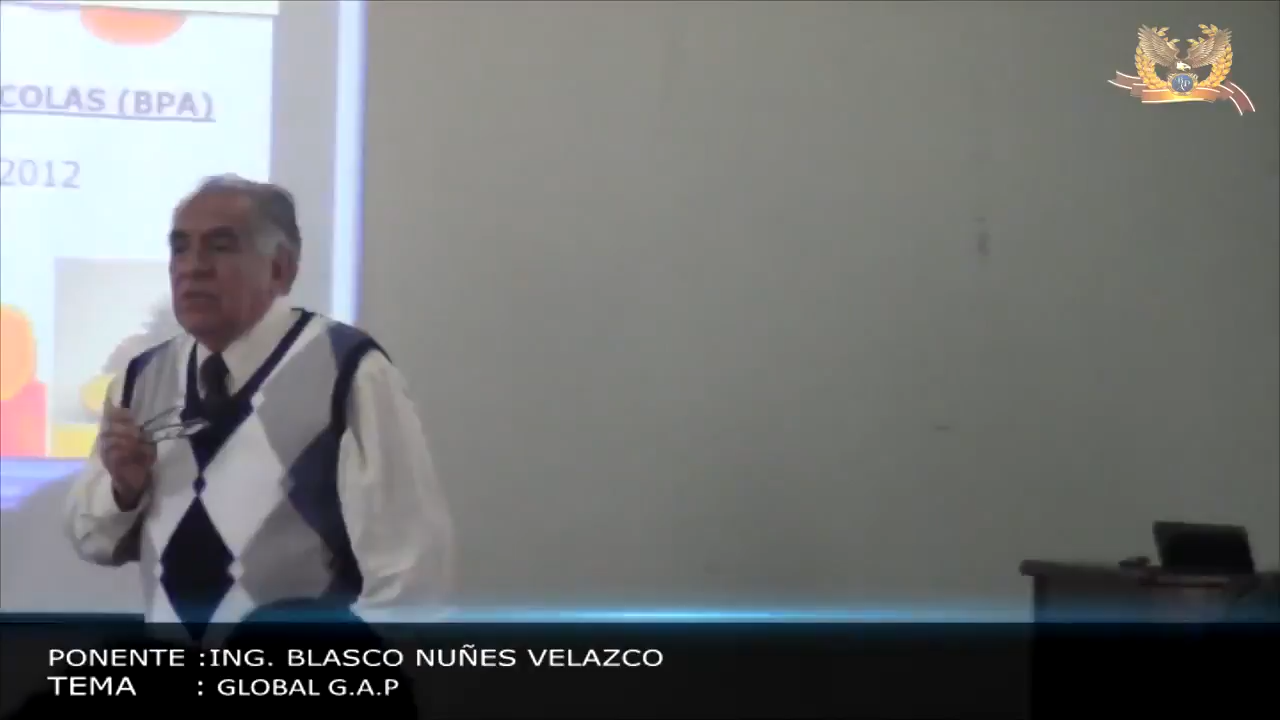 COLAS (BPA)
2012
PONENTE :ING. BLASCO NUÑES VELAZCO
TEMA : GLOBAL G.A.P